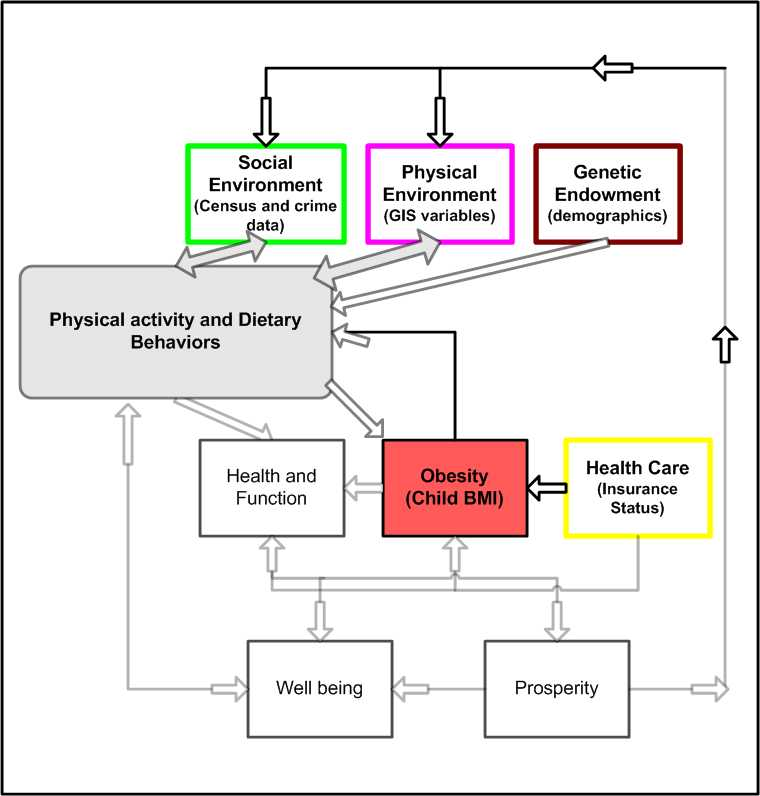 Social
Environment
(Census and crime
data)
Physical
Environment
(GIS variables)
Genetic
Endowment
(demographics)
Physical activity and Dietary
Behaviors
Health and
Function
Obesity
(Child BMI)
Health Care
(Insurance
Status)
Well being
Prosperity